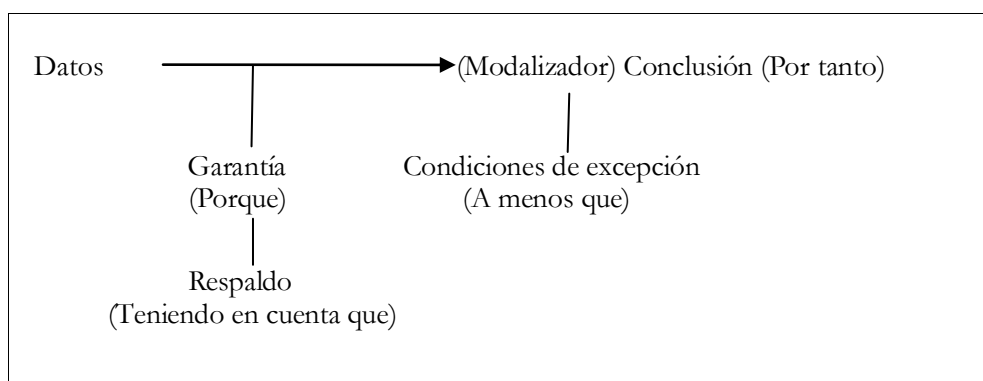 Datos (Modalizador) Conclusión (Por tanto)
Garantía Condiciones de excepción
(Porque) (A menos que)
Respaldo
(Teniendo en cuenta que)